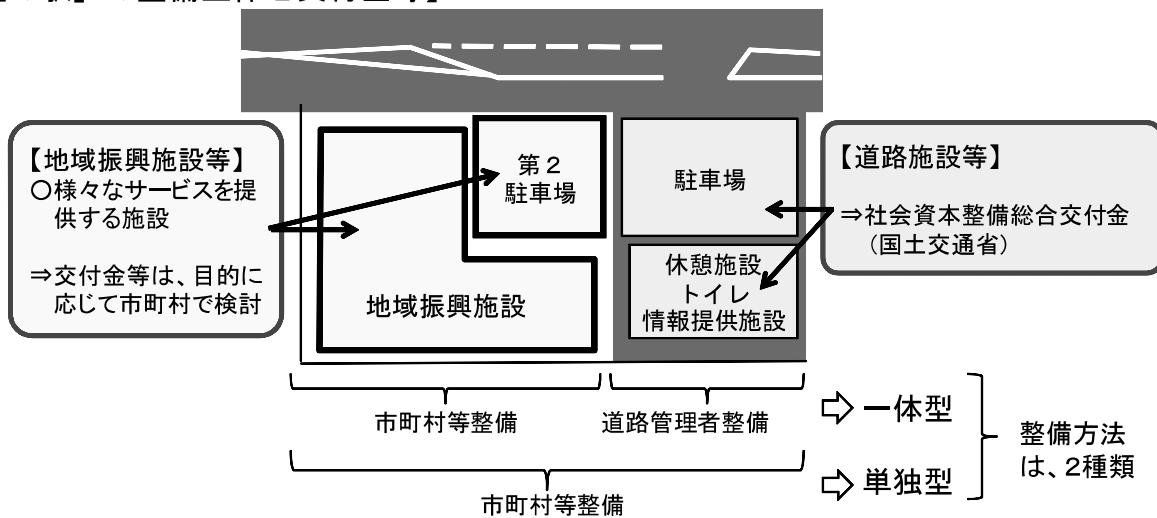 【地域振興施設等】
〇様々なサービスを提
供する施設
⇒交付金等は、目的に
応じて市町村で検討
第２
駐車場
地域振興施設
駐車場
休憩施設
トイレ
情報提供施設
【道路施設等】
⇒社会資本整備総合交付金
（国土交通省）
市町村等整備
道路管理者整備
⇨ 一体型
市町村等整備
⇨ 単独型
整備方法
は、２種類